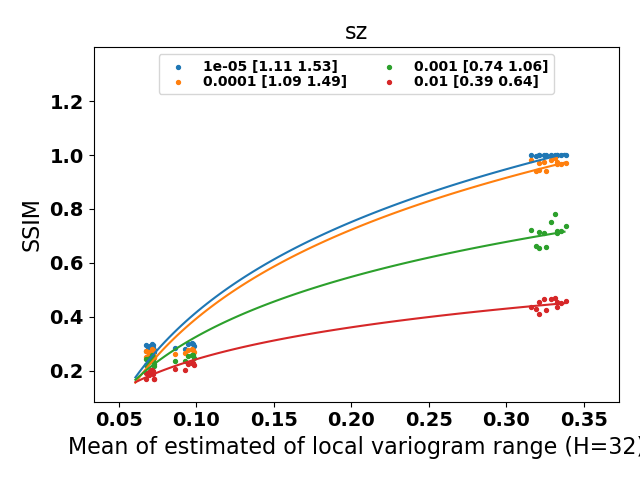 sz
1e-05 [1.11 1.53]
0.0001 [1.09 1.49]
0.001 [0.74 1.06]
0.01 [0.39 0.64]
SSIM
1.2
1.0
0.8
0.6
0.4
0.2
0.05 0.10 0.15 0.20 0.25 0.30 0.35
Mean of estimated of local variogram range (H=32)